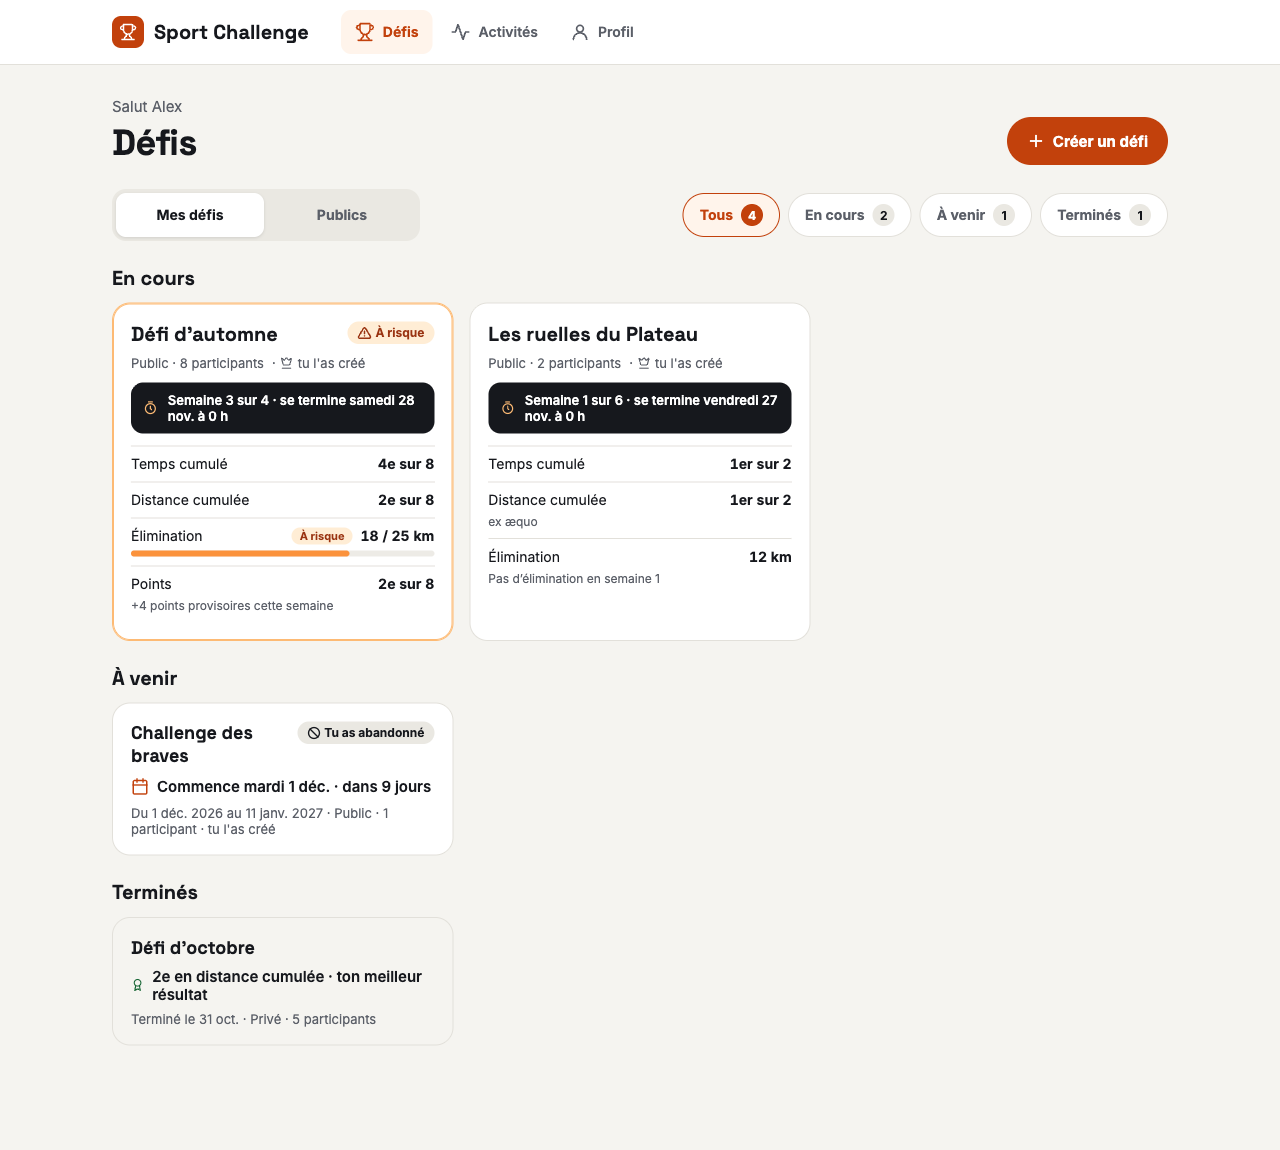 Sport Challenge
Défis
Activités
Profil
Salut Alex
Défis
Créer un défi
Mes défis
Publics
Tous 4
En cours 2
À venir 1
Terminés 1
En cours
Défi d’automne
À risque
Public · 8 participants · tu l'as créé
Semaine 3 sur 4 · se termine samedi 28
nov. à 0 h
Temps cumulé 4e sur 8
Distance cumulée 2e sur 8
Élimination À risque 18 / 25 km
Points 2e sur 8
+4 points provisoires cette semaine
Les ruelles du Plateau
Public · 2 participants · tu l'as créé
Semaine 1 sur 6 · se termine vendredi 27
nov. à 0 h
Temps cumulé 1er sur 2
Distance cumulée 1er sur 2
ex æquo
Élimination 12 km
Pas d’élimination en semaine 1
À venir
Challenge des
braves
Tu as abandonné
Commence mardi 1 déc. · dans 9 jours
Du 1 déc. 2026 au 11 janv. 2027 · Public · 1
participant · tu l'as créé
Terminés
Défi d’octobre
2e en distance cumulée · ton meilleur
résultat
Terminé le 31 oct. · Privé · 5 participants